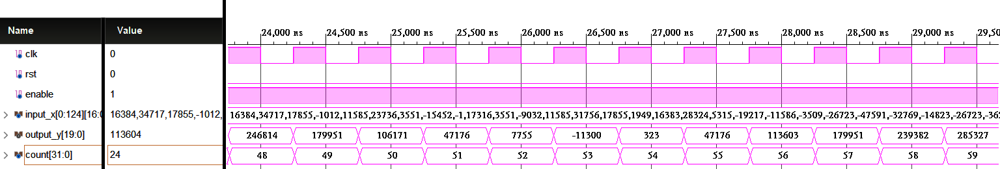 Name Value
24,000 ns 24,500 ns 25,000 ns 25,500 ns 26,000 ns 26,500 ns 27,000 ns 27,500 ns 28,000 ns 28,500 ns 29,000 ns 29,50
clk 0
rst 0
enable 1
input_x[0:124][16:0 16384,34717,17855,-1012, 16384,34717,17855,-1012,11585,23736,3551,-15452,-1,17316,3551,-9032,11585,31756,17855,1949,16383,28324,5315,-19217,-11586,-3509,-26723,-47591,-32769,-14823,-26723,-36
output_y[19:0] 113604 246814 179951 106171 47176 7755 -11300 323 47176 113603 179951 239382 285327
count[31:0] 24 48 49 50 51 52 53 54 55 56 57 58 59